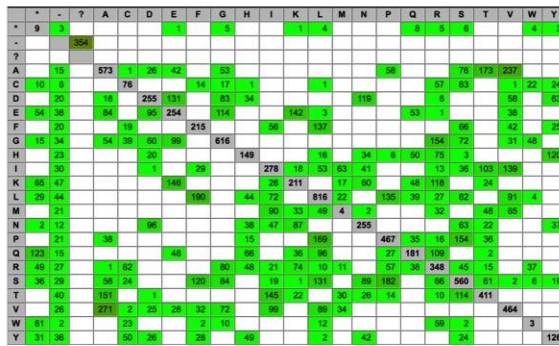 * - ? A C D E F G H I K L M N P Q R S T V W Y
* 9 3 1 5 1 4 8 5 6 4
- 354
?
A 15 573 1 26 42 53 58 76 173 237
C 10 6 76 14 17 1 1 57 63 1 22
D 20 18 255 131 83 34 119 6 58
E 54 38 84 95 254 114 142 3 53 1 38
F 20 19 215 56 137 66 42
G 15 34 54 39 60 99 616 154 72 31 48
H 23 20 149 16 34 6 50 75 3
I 30 1 29 278 18 53 63 41 13 36 103 139
K 65 47 146 26 211 17 60 48 118 24
L 29 44 190 44 72 816 22 135 39 27 62 91 4
M 21 90 33 49 4 2 32 48 65
N 2 12 96 38 47 87 255 63 22
P 21 38 15 169 467 35 16 154 36
Q 123 15 48 66 36 96 27 181 109 2
R 49 27 1 62 80 48 21 74 10 11 57 38 348 45 15 37
S 36 29 56 24 120 84 19 1 131 89 182 66 560 61 2 6
T 40 151 1 145 22 30 26 14 10 114 411
V 26 271 2 25 28 32 72 99 89 34 464
W 61 2 23 2 10 12 59 2 3
Y 31 36 50 26 28 49 2 42 24